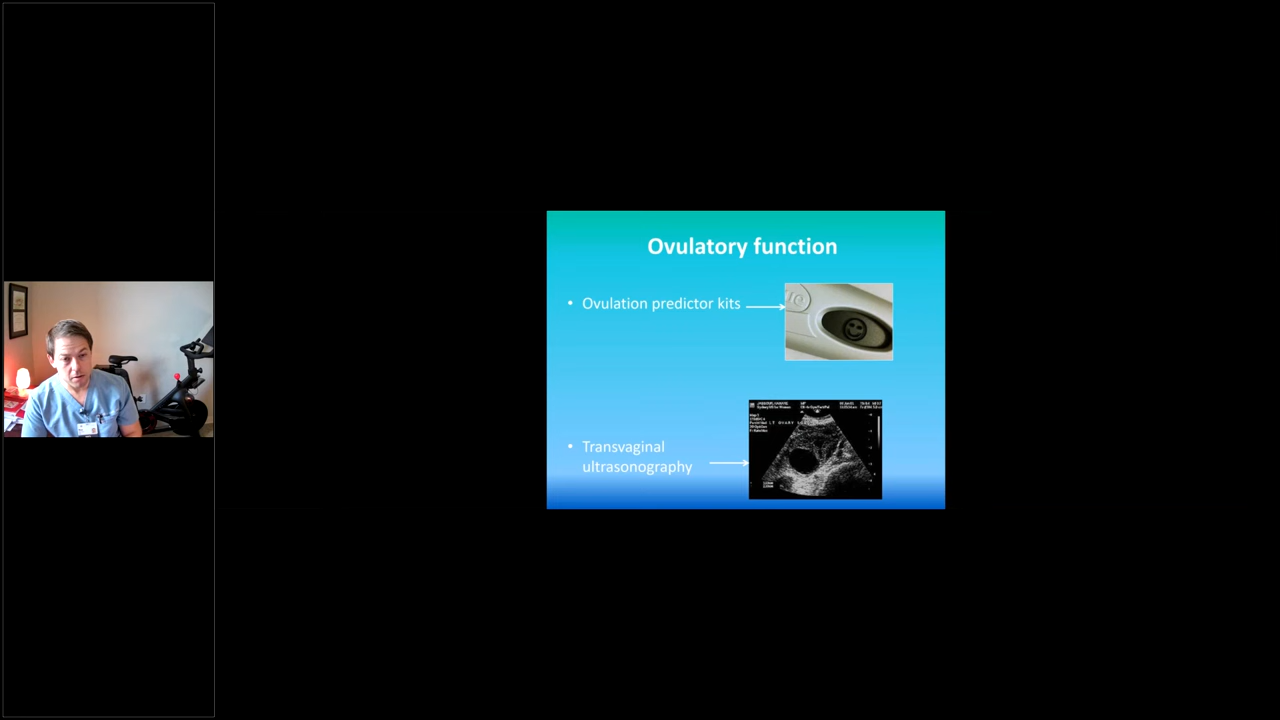 Ovulatory function
• Ovulation predictor kits
• Transvaginal
ultrasonography